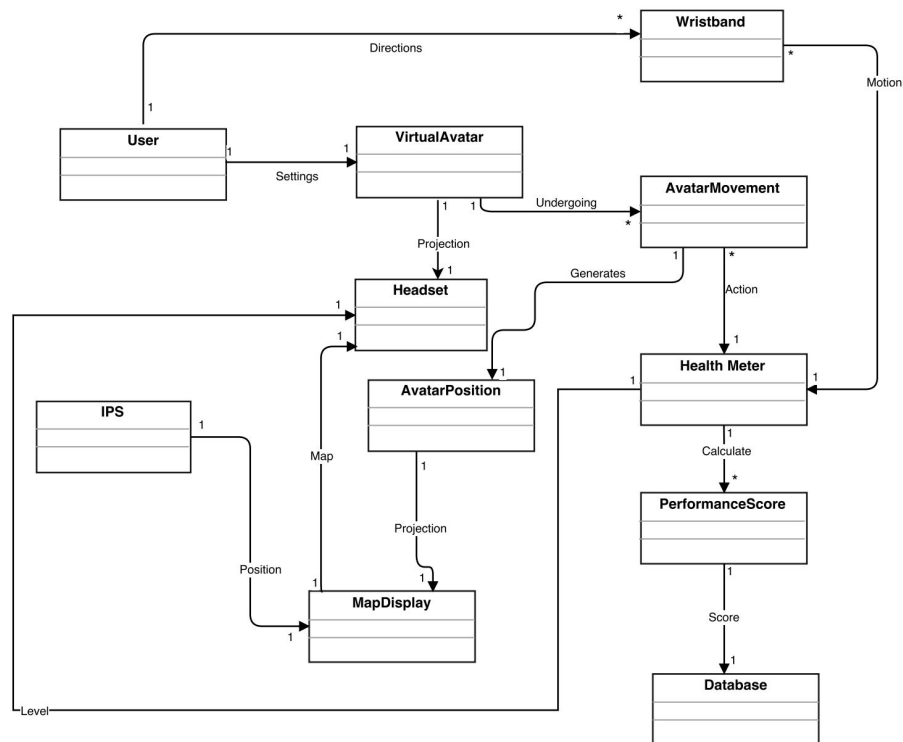 *
Wristband
Directions
*
Motion
1
User
VirtualAvatar
1
1
Settings
AvatarMovement
Undergoing
1
1
*
Projection
1
*
Generates
1
Headset
Action
1
1
1
1
1
1
1
AvatarPosition
Health Meter
IPS
1
1
Calculate
Map
1
*
PerformanceScore
Projection
Position
1
1
1
MapDisplay
Score
1
1
Database
Level